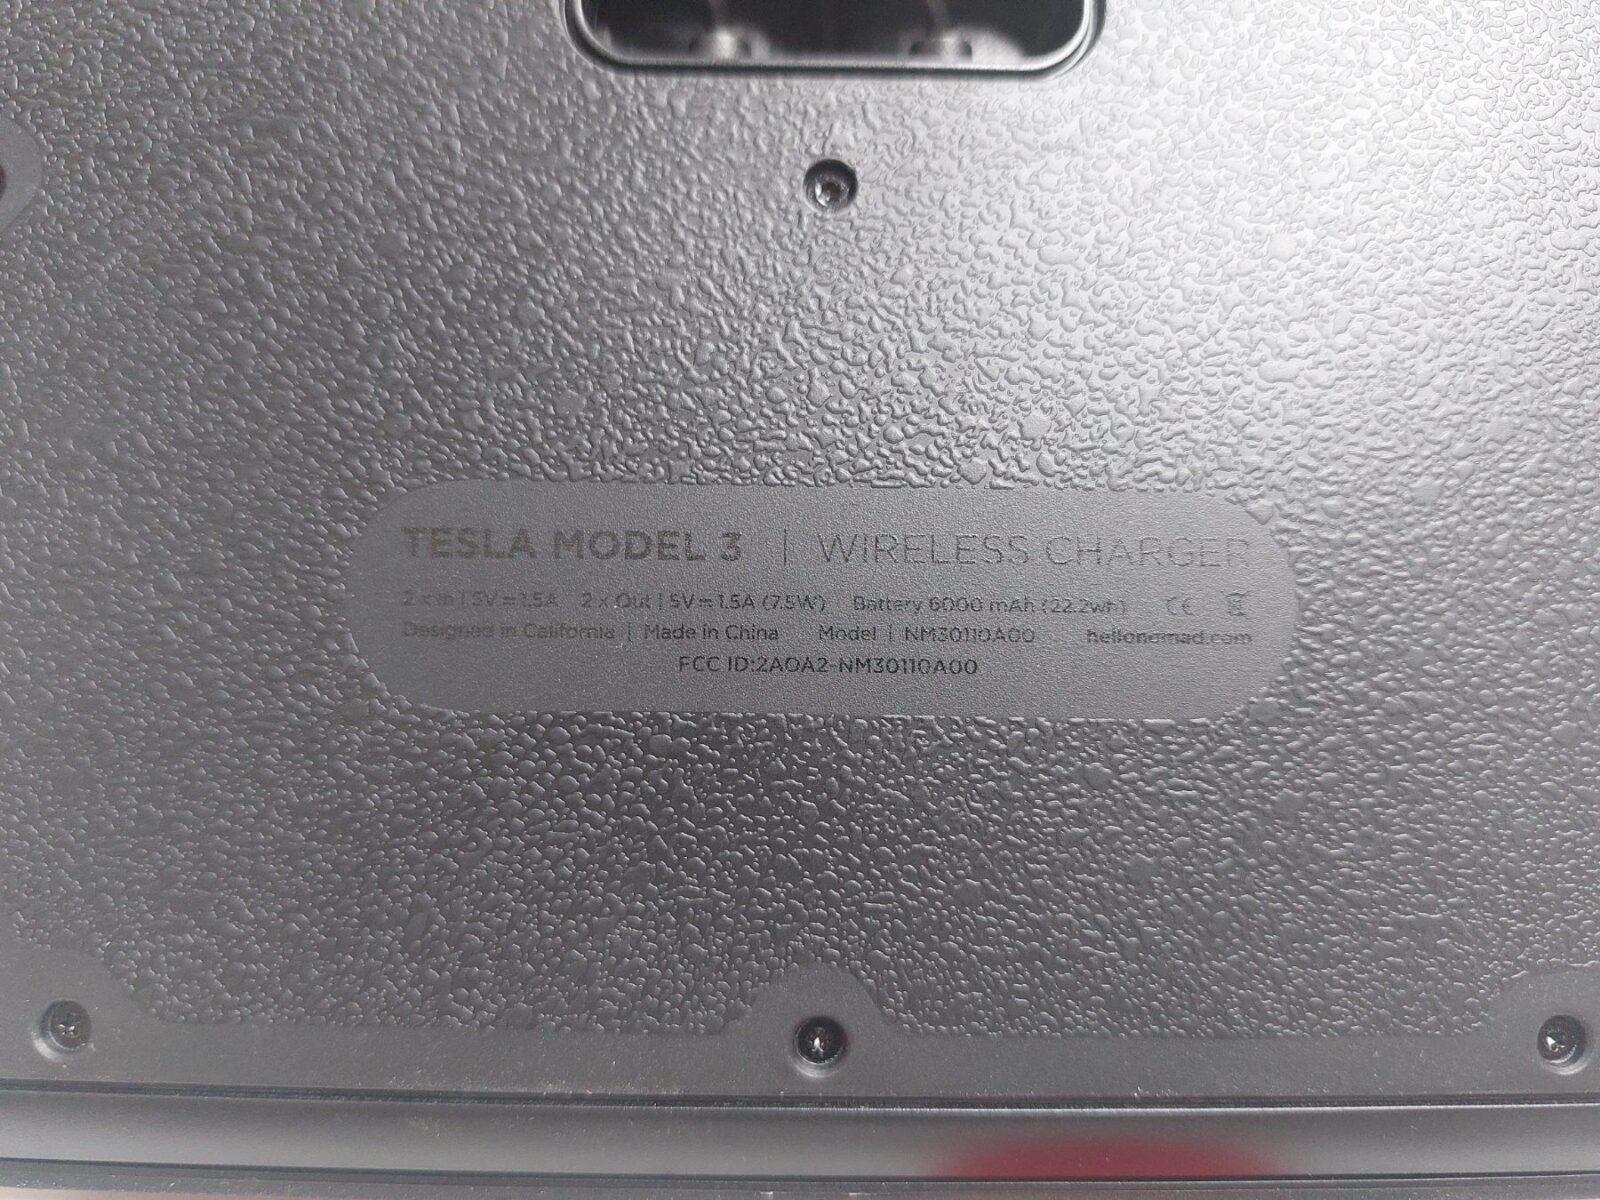 TESLA MODEL 3 | WIRELESS CHARGER
2 x In | 5V⎓1.5A 2 x Out | 5V⎓1.5A (7.5W) Battery 6000 mAh (22.2wh) CE
Designed in California | Made in China Model | NM30110A00 hellonomad.com
FCC ID:2AOA2-NM30110A00